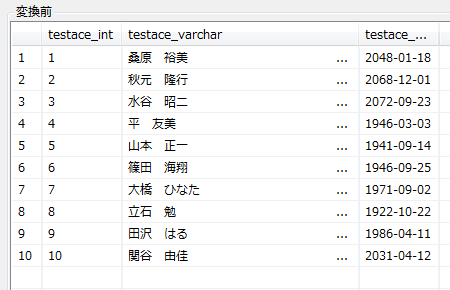 変換前
testace_int testace_varchar testace_...
1 1 桑原 裕美 ... 2048-01-18
2 2 秋元 隆行 ... 2068-12-01
3 3 水谷 昭二 ... 2072-09-23
4 4 平 友美 ... 1946-03-03
5 5 山本 正一 ... 1941-09-14
6 6 篠田 海翔 ... 1946-09-25
7 7 大橋 ひなた ... 1971-09-02
8 8 立石 勉 ... 1922-10-22
9 9 田沢 はる ... 1986-04-11
10 10 関谷 由佳 ... 2031-04-12